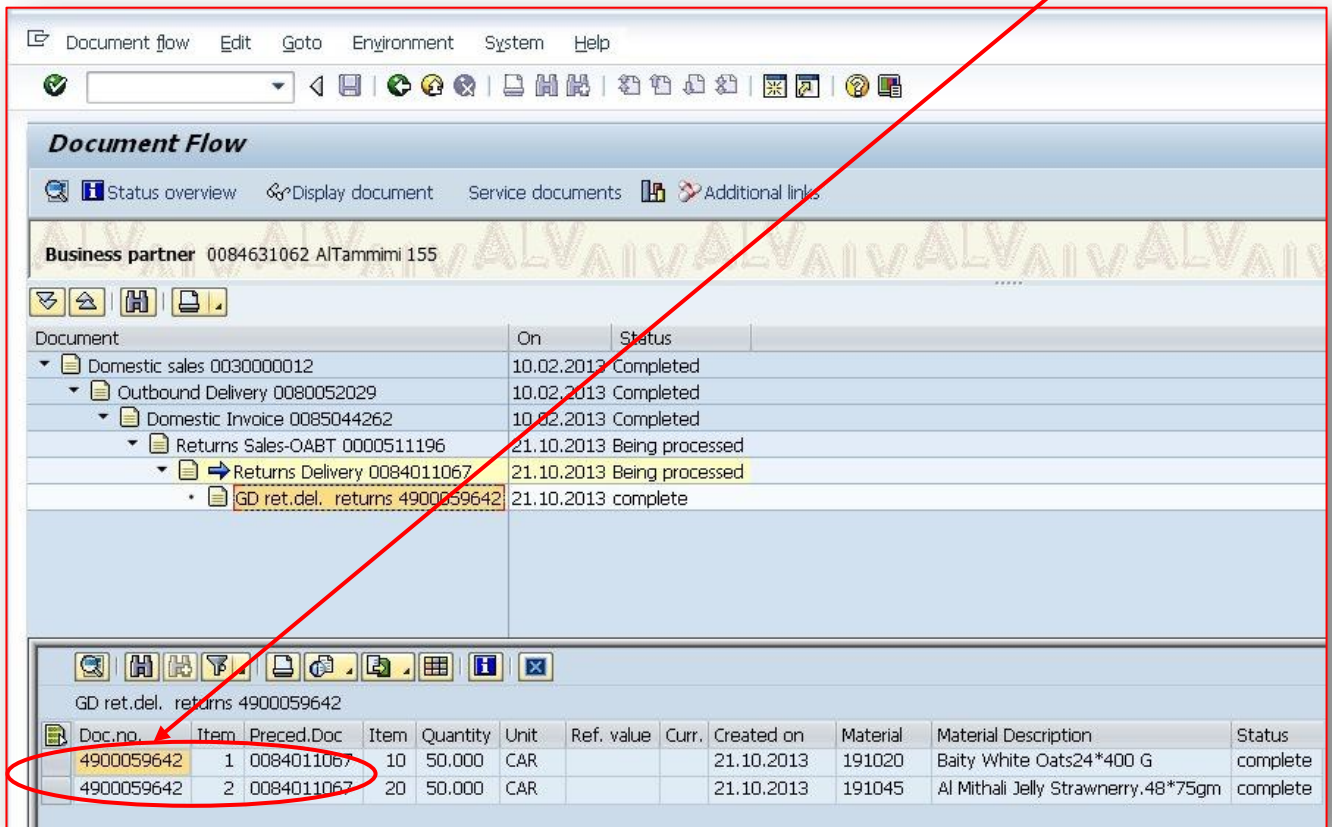 Document flow Edit Goto Environment System Help
Document Flow
Status overview Display document Service documents Additional links
Business partner 0084631062 AlTammimi 155
Document On Status
Domestic sales 0030000012 10.02.2013 Completed
Outbound Delivery 0080052029 10.02.2013 Completed
Domestic Invoice 0085044262 10.02.2013 Completed
Returns Sales-OABT 0000511196 21.10.2013 Being processed
Returns Delivery 0084011067 21.10.2013 Being processed
GD ret.del. returns 4900059642 21.10.2013 complete
GD ret.del. returns 4900059642
Doc.no. Item Preced.Doc Item Quantity Unit Ref. value Curr. Created on Material Material Description Status
4900059642 1 0084011067 10 50.000 CAR 21.10.2013 191020 Baity White Oats24*400 G complete
4900059642 2 0084011067 20 50.000 CAR 21.10.2013 191045 Al Mithali Jelly Strawnerry.48*75gm complete